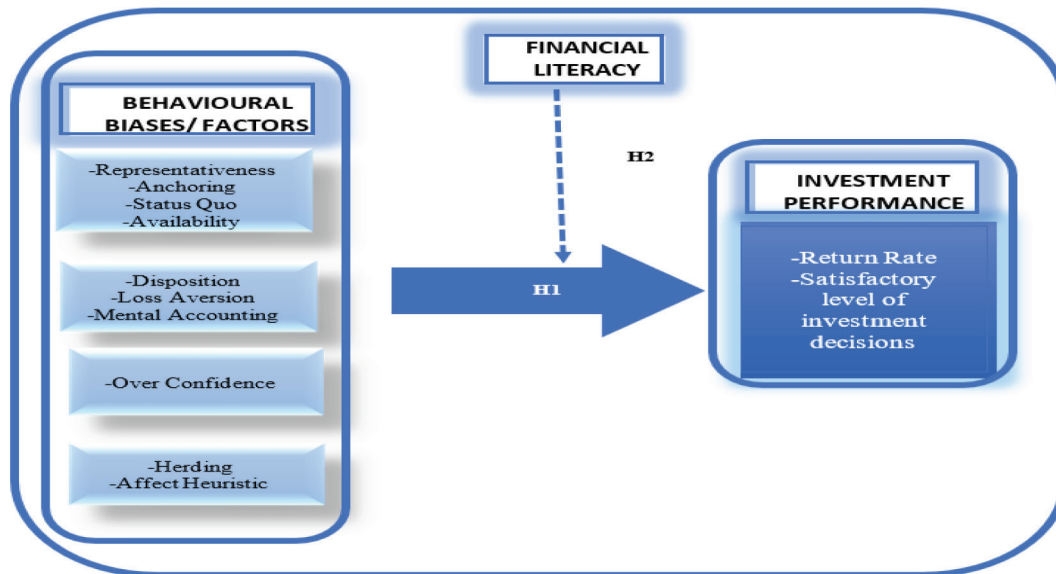 FINANCIAL
LITERACY
BEHAVIOURAL
BIASES/ FACTORS
-Representativeness
-Anchoring
-Status Quo
-Availability
-Disposition
-Loss Aversion
-Mental Accounting
-Over Confidence
-Herding
-Affect Heuristic
H1
H2
INVESTMENT
PERFORMANCE
-Return Rate
-Satisfactory
level of
investment
decisions